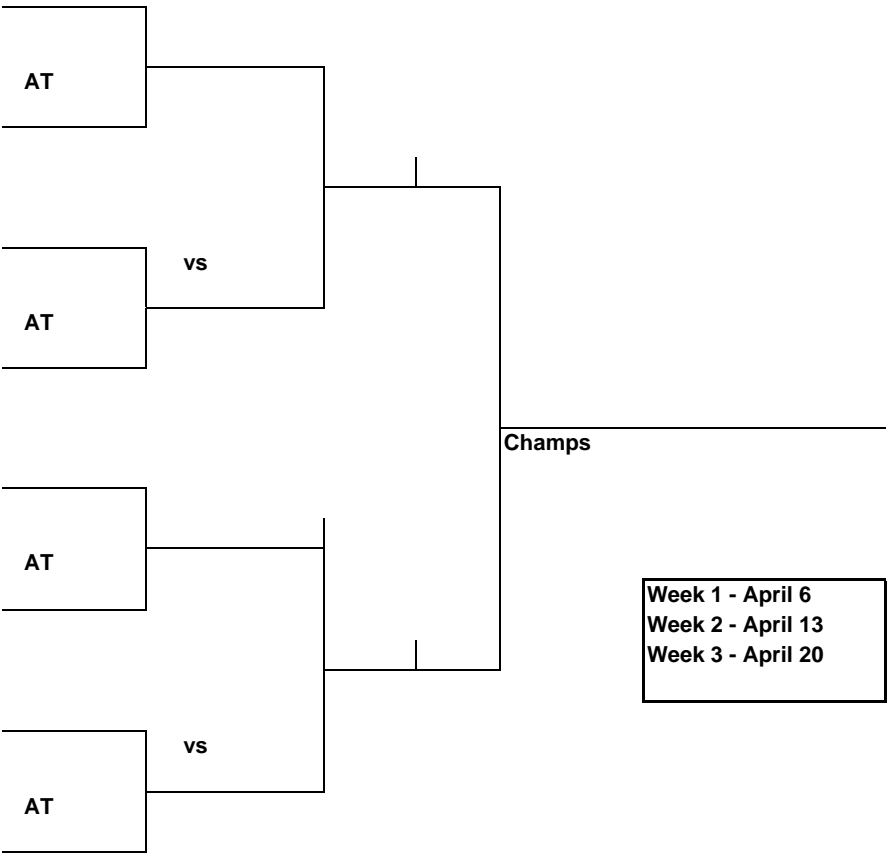 AT
vs
AT
Champs
AT
Week 1 - April 6
Week 2 - April 13
Week 3 - April 20
vs
AT